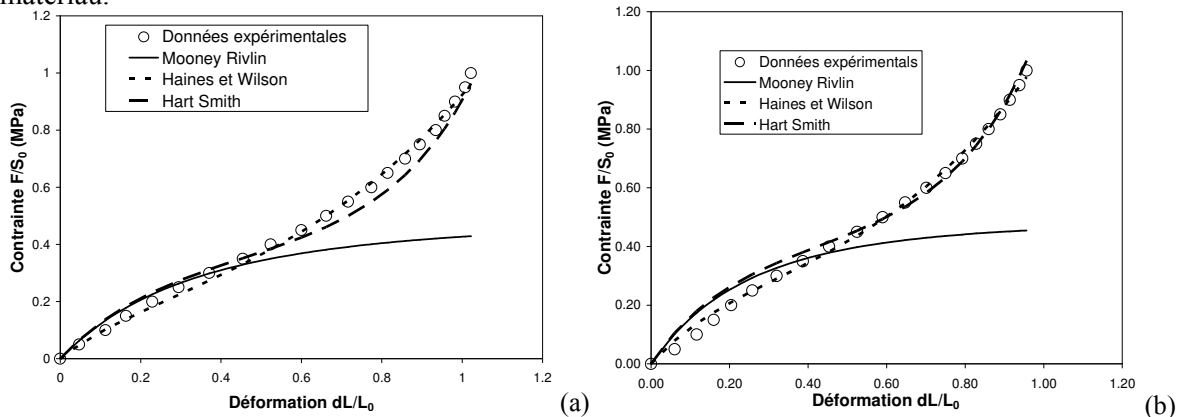 matériau.
1.2
1
0.8
0.6
0.4
0.2
0
Contrainte F/S0 (MPa)
Données expérimentales
Mooney Rivlin
Haines et Wilson
Hart Smith
0 0.2 0.4 0.6 0.8 1 1.2
Déformation dL/L0
(a)
1.20
1.00
0.80
0.60
0.40
0.20
0.00
Contrainte F/S0 (MPa)
Données expérimentals
Mooney Rivlin
Haines et Wilson
Hart Smith
0.00 0.20 0.40 0.60 0.80 1.00 1.20
Déformation dL/L0
(b)